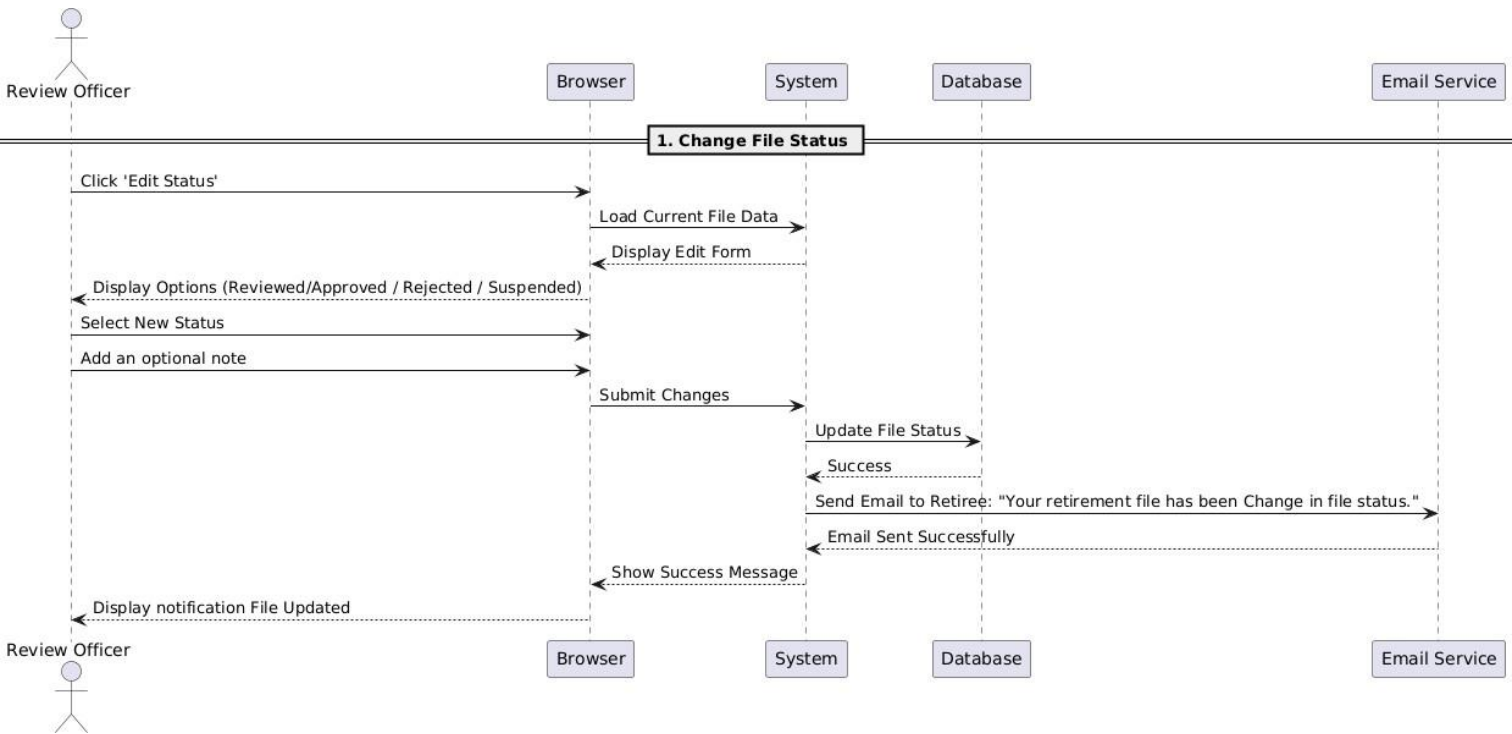 Review Officer
Browser
System
Database
Email Service
1. Change File Status
Click 'Edit Status'
Load Current File Data
Display Edit Form
Display Options (Reviewed/Approved / Rejected / Suspended)
Select New Status
Add an optional note
Submit Changes
Update File Status
Success
Send Email to Retiree: "Your retirement file has been Change in file status."
Email Sent Successfully
Show Success Message
Display notification File Updated
Review Officer
Browser
System
Database
Email Service